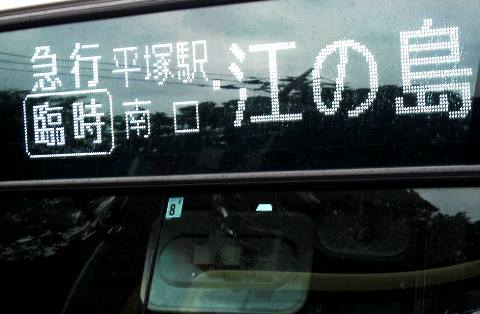 急行 平塚駅 江の島
臨時 南口
8